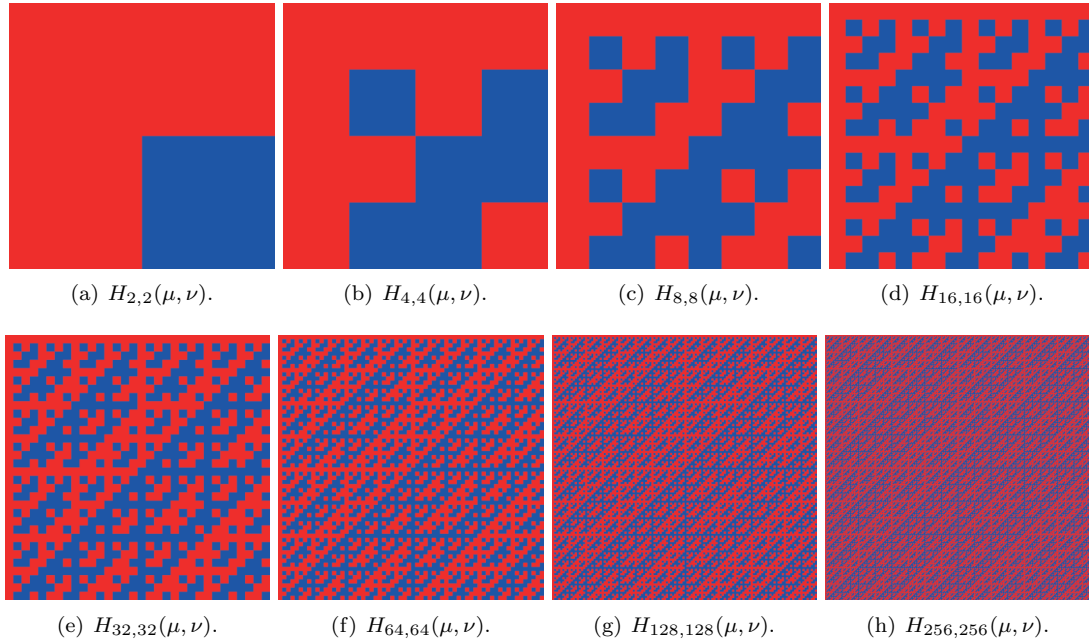 (a) H_{2,2}(μ, ν). (b) H_{4,4}(μ, ν). (c) H_{8,8}(μ, ν). (d) H_{16,16}(μ, ν).
(e) H_{32,32}(μ, ν). (f) H_{64,64}(μ, ν). (g) H_{128,128}(μ, ν). (h) H_{256,256}(μ, ν).